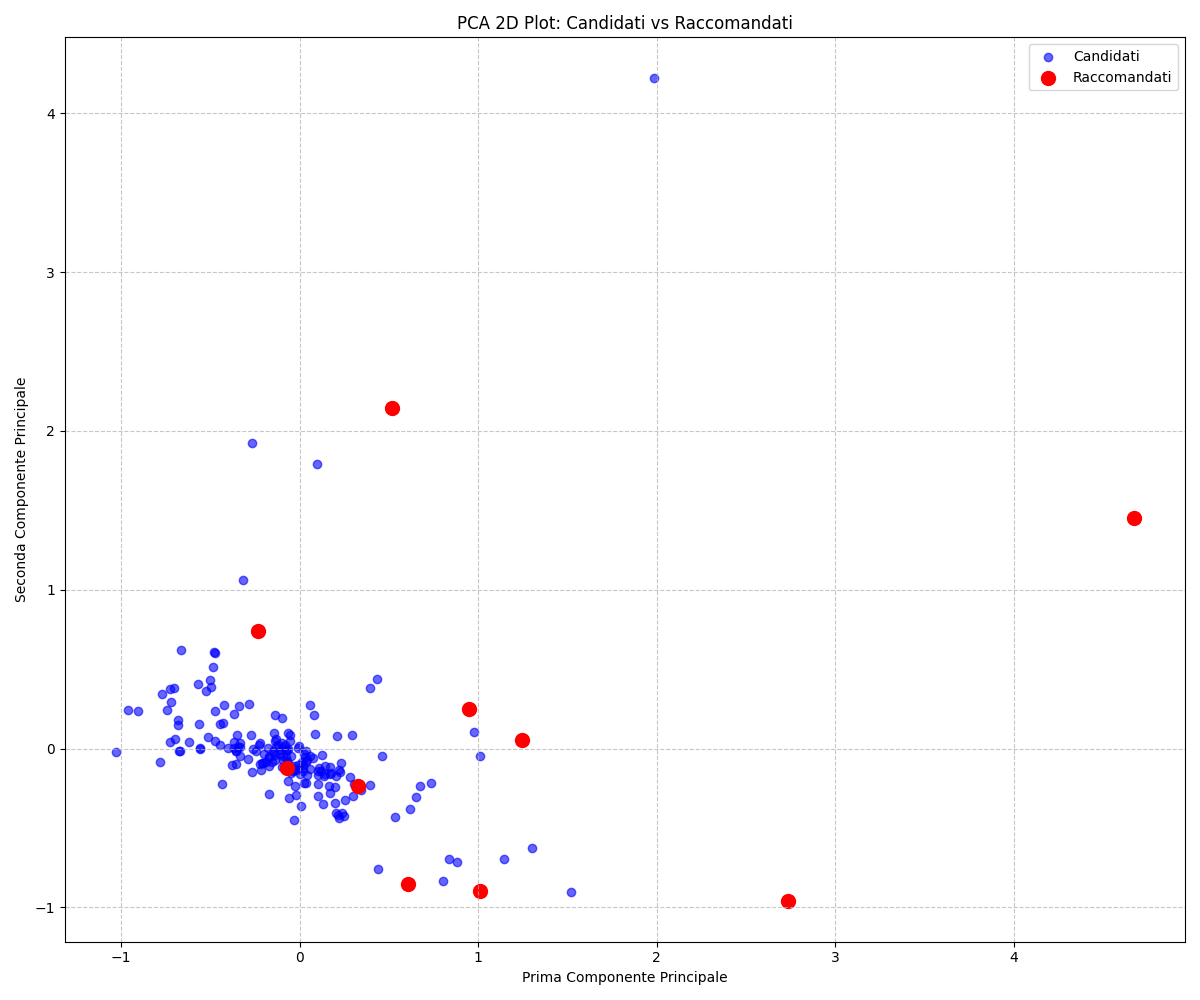 PCA 2D Plot: Candidati vs Raccomandati
Candidati
Raccomandati
4
3
2
1
0
−1
Seconda Componente Principale
−1
0
1
2
3
4
Prima Componente Principale